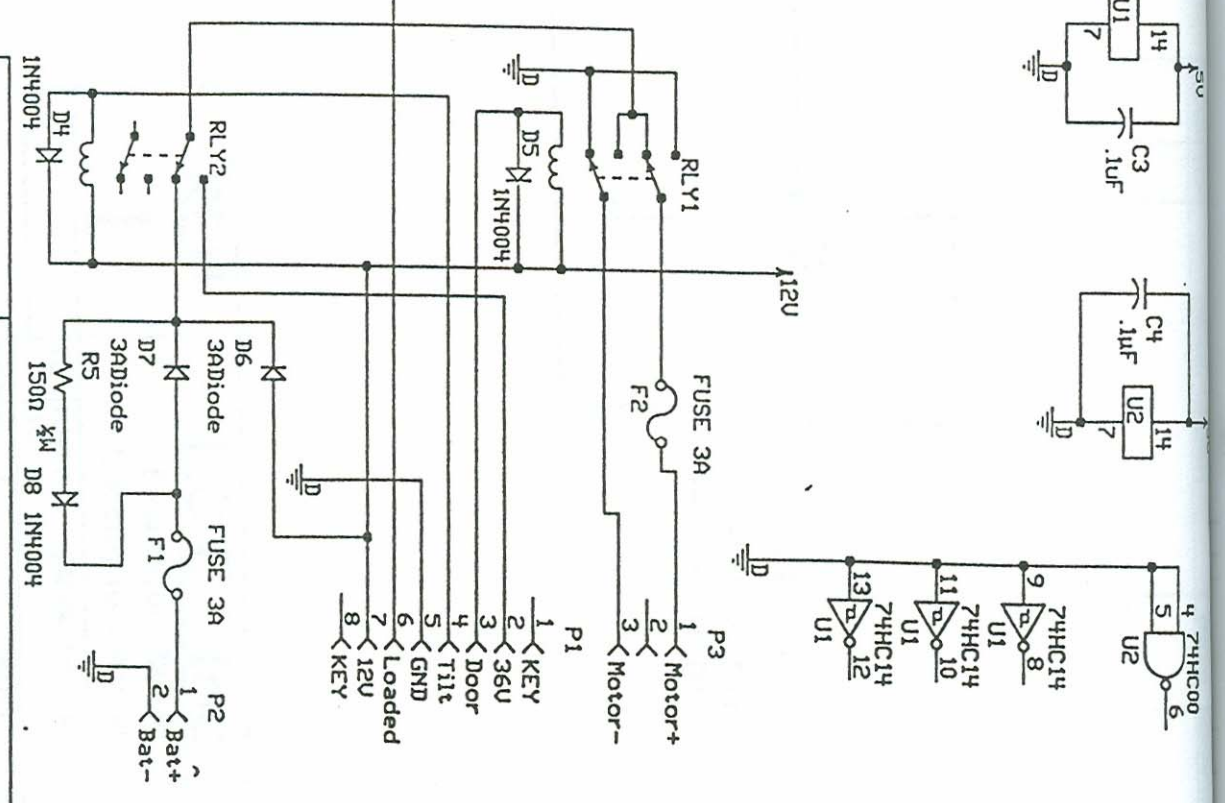 U1
7
14
5V
D
C3
.1uF
C4
.1µF
U2
7
14
D
1N4004
D4
RLY2
D
D5
1N4004
RLY1
12V
D7
3ADiode
D6
3ADiode
R5
150Ω ½W
D8 1N4004
FUSE 3A
F1
FUSE 3A
F2
D
D
P1
1 KEY
2 36V
3 Door
4 Tilt
5 GND
6 Loaded
7 12V
8 KEY
P2
1 Bat+
2 Bat-
P3
1 Motor+
2
3 Motor-
D
13
74HC14
U1
12
11
74HC14
U1
10
9
74HC14
U1
8
4
5
74HC00
U2
6